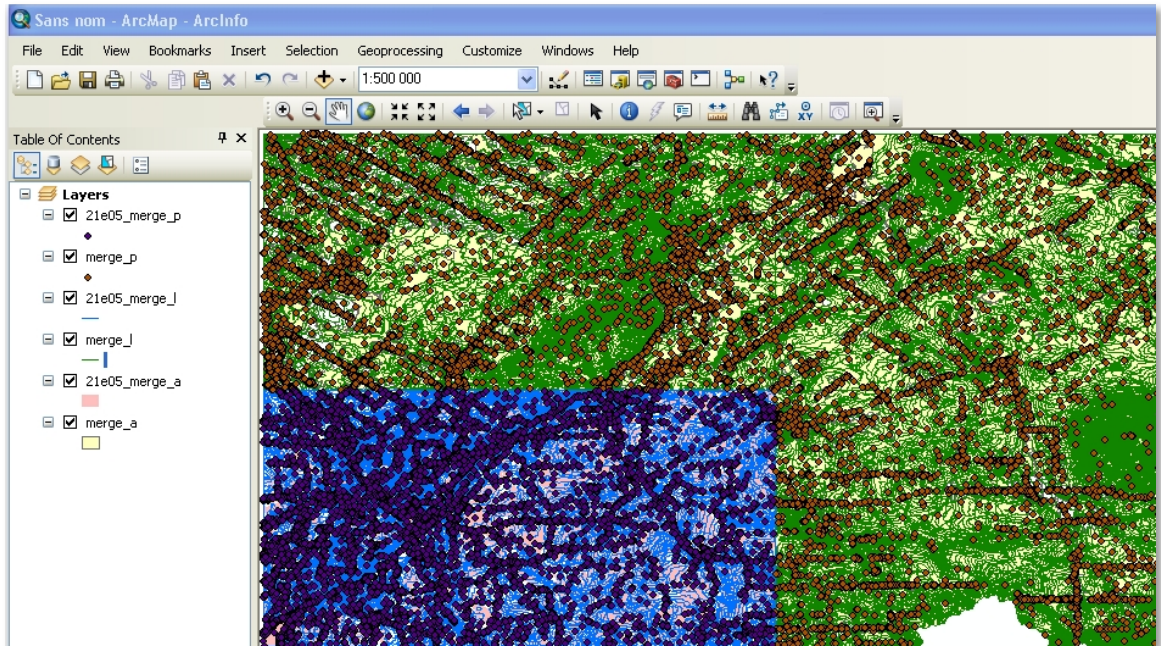 Sans nom - ArcMap - ArcInfo
File Edit View Bookmarks Insert Selection Geoprocessing Customize Windows Help
1:500 000
XY
Table Of Contents
Layers
21e05_merge_p
merge_p
21e05_merge_l
merge_l
21e05_merge_a
merge_a